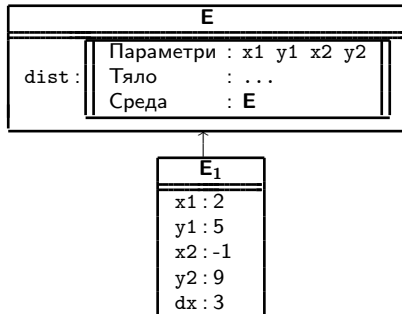 E
dist : Параметри : x1 y1 x2 y2
Тяло : ...
Среда : E
E₁
x1 : 2
y1 : 5
x2 : -1
y2 : 9
dx : 3